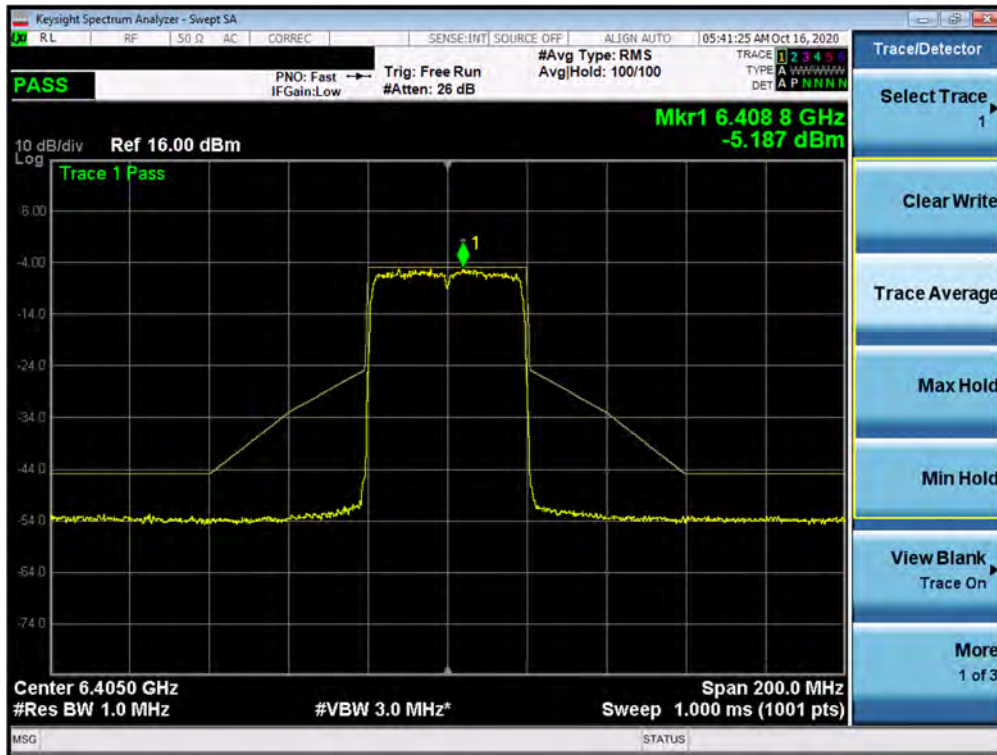 Keysight Spectrum Analyzer - Swept SA
RL RF 50 Ω AC CORREC SENSE:INT SOURCE OFF ALIGN AUTO 05:41:25 AM Oct 16, 2020
PASS
PNO: Fast
IFGain:Low
Trig: Free Run
#Atten: 26 dB
#Avg Type: RMS
Avg|Hold: 100/100
TRACE 1 2 3 4 5 6
TYPE A WWWWW
DET A P N N N N
Mkr1 6.408 8 GHz
-5.187 dBm
10 dB/div Ref 16.00 dBm
Log
Trace 1 Pass
1
6.00
-4.00
-14.0
-24.0
-34.0
-44.0
-54.0
-64.0
-74.0
Center 6.4050 GHz Span 200.0 MHz
#Res BW 1.0 MHz #VBW 3.0 MHz* Sweep 1.000 ms (1001 pts)
MSG STATUS
Trace/Detector
Select Trace
1
Clear Write
Trace Average
Max Hold
Min Hold
View Blank
Trace On
More
1 of 3